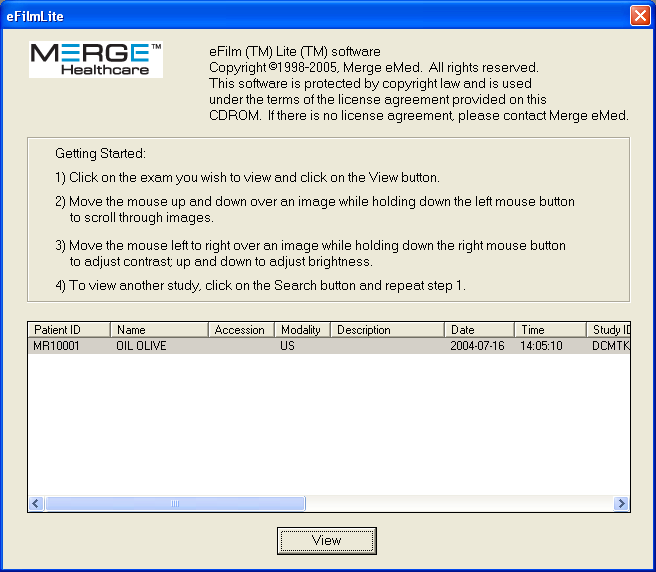 eFilmLite
MERGE™
Healthcare
eFilm (TM) Lite (TM) software
Copyright ©1998-2005, Merge eMed. All rights reserved.
This software is protected by copyright law and is used
under the terms of the license agreement provided on this
CDROM. If there is no license agreement, please contact Merge eMed.
Getting Started:
1) Click on the exam you wish to view and click on the View button.
2) Move the mouse up and down over an image while holding down the left mouse button
to scroll through images.
3) Move the mouse left to right over an image while holding down the right mouse button
to adjust contrast; up and down to adjust brightness.
4) To view another study, click on the Search button and repeat step 1.
Patient ID Name Accession Modality Description Date Time Study ID
MR10001 OIL OLIVE US 2004-07-16 14:05:10 DCMTK
View